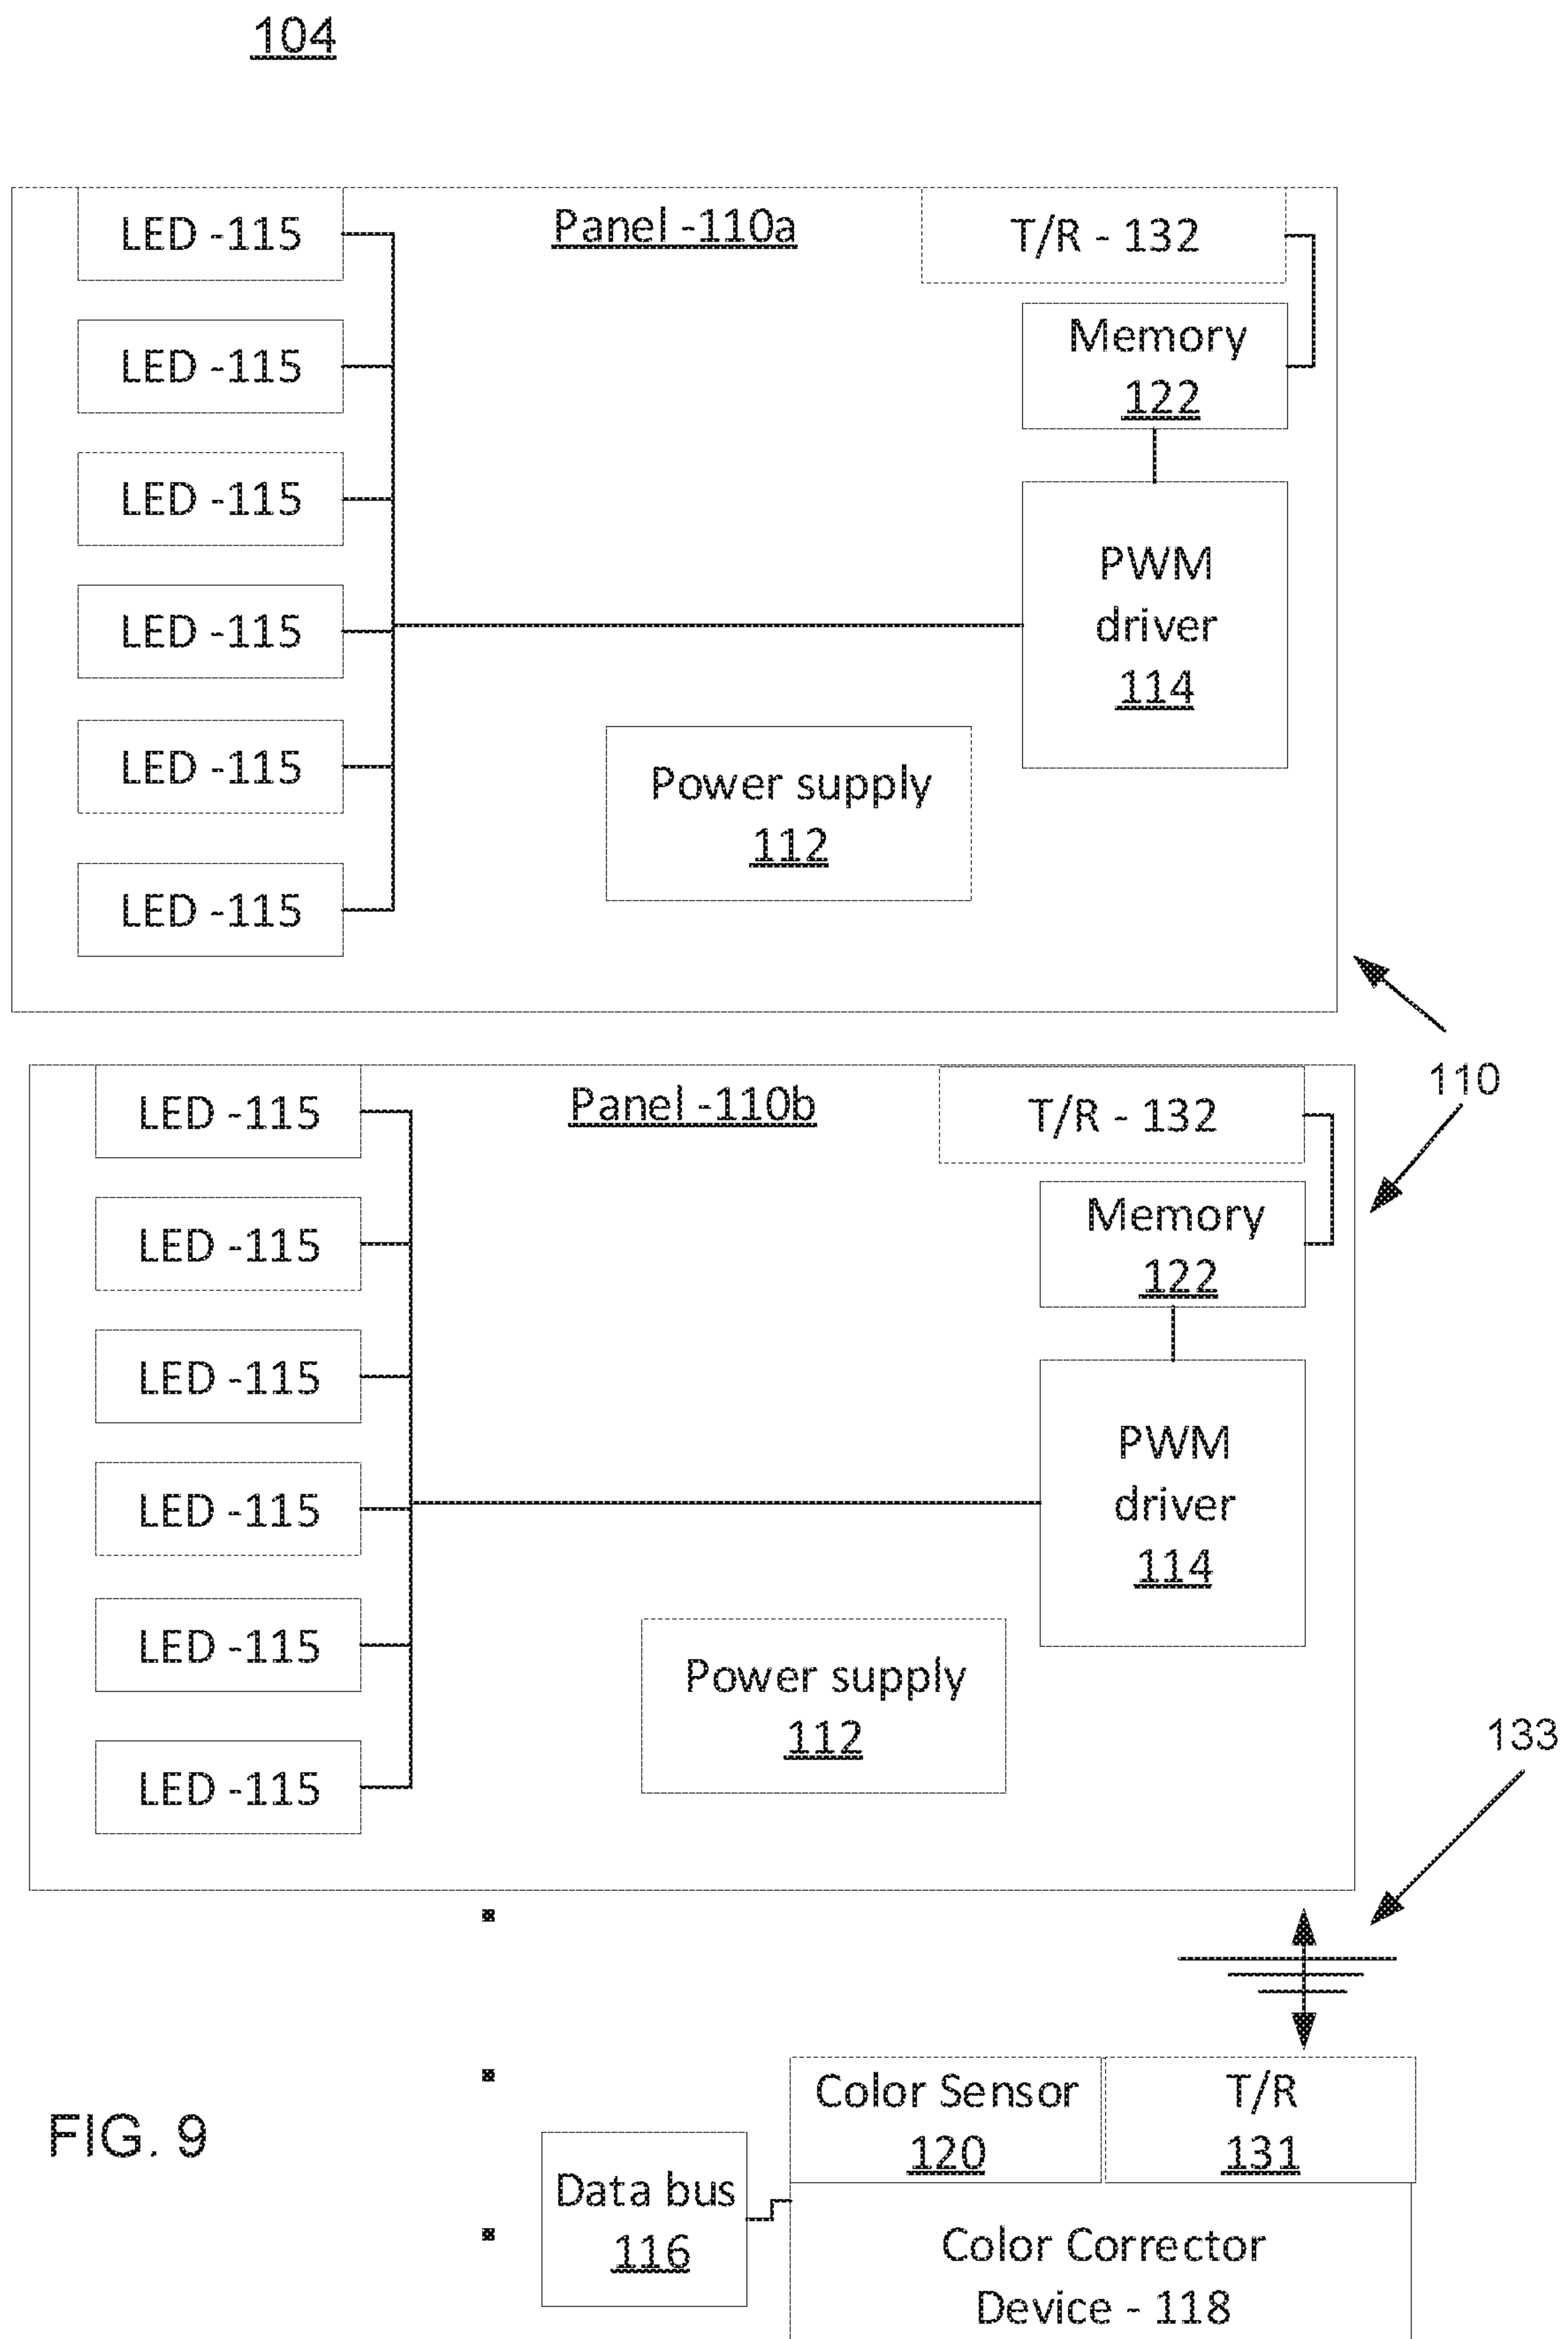 104
LED -115
Panel -110a
T/R - 132
LED -115
Memory
122
LED -115
LED -115
PWM
driver
114
LED -115
Power supply
112
LED -115
110
LED -115
Panel -110b
T/R - 132
LED -115
Memory
122
LED -115
LED -115
PWM
driver
114
LED -115
Power supply
112
LED -115
133
Color Sensor
120
T/R
131
FIG. 9
Data bus
116
Color Corrector
Device - 118